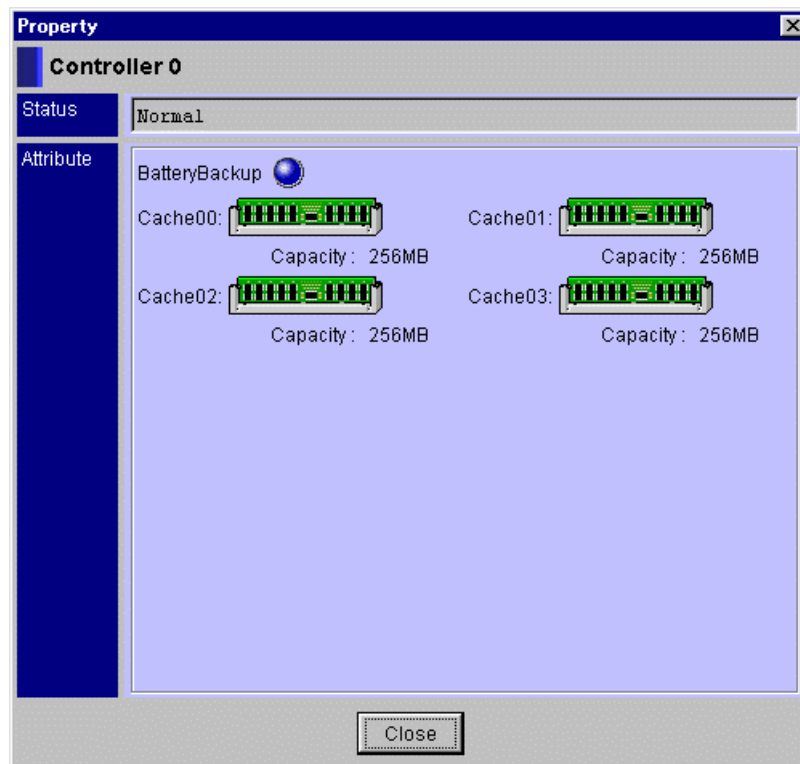 Property
Controller 0
Status
Normal
Attribute
BatteryBackup
Cache00: Cache01:
Capacity : 256MB Capacity : 256MB
Cache02: Cache03:
Capacity : 256MB Capacity : 256MB
Close